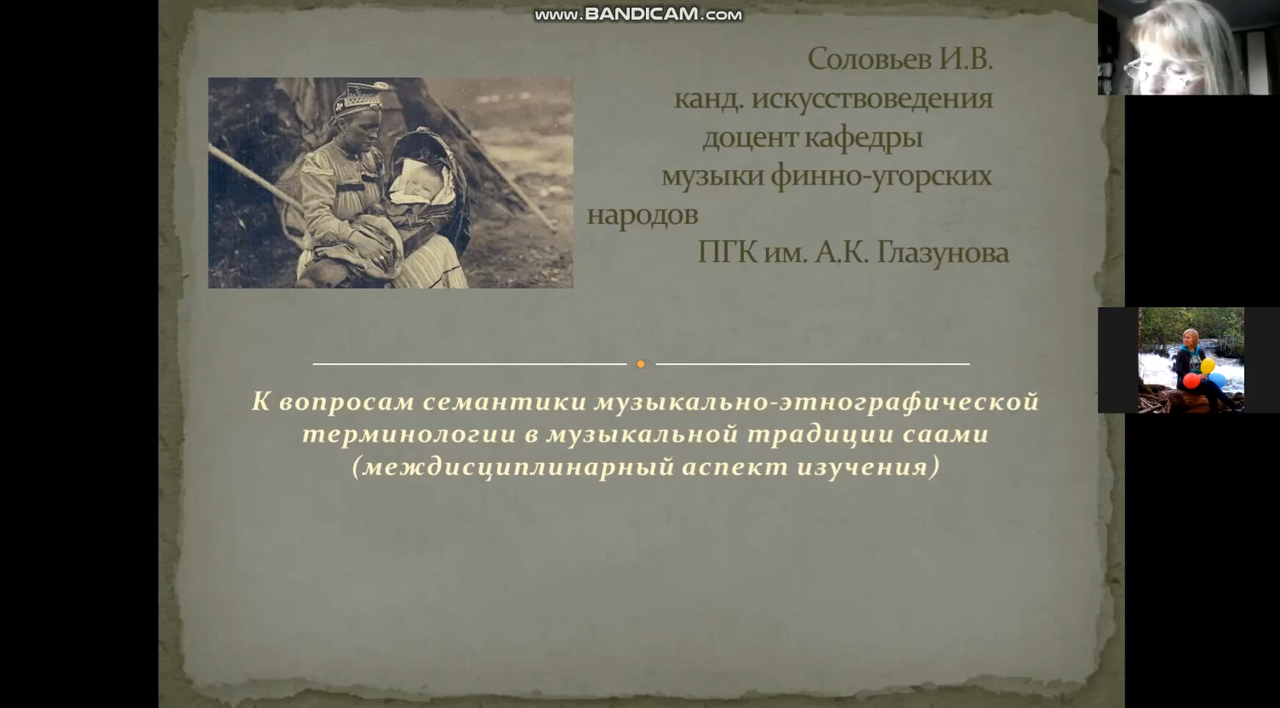 www.BANDICAM.com
Соловьев И.В.
канд. искусствоведения
доцент кафедры
музыки финно-угорских
народов
ПГК им. А.К. Глазунова
К вопросам семантики музыкально-этнографической
терминологии в музыкальной традиции саами
(междисциплинарный аспект изучения)